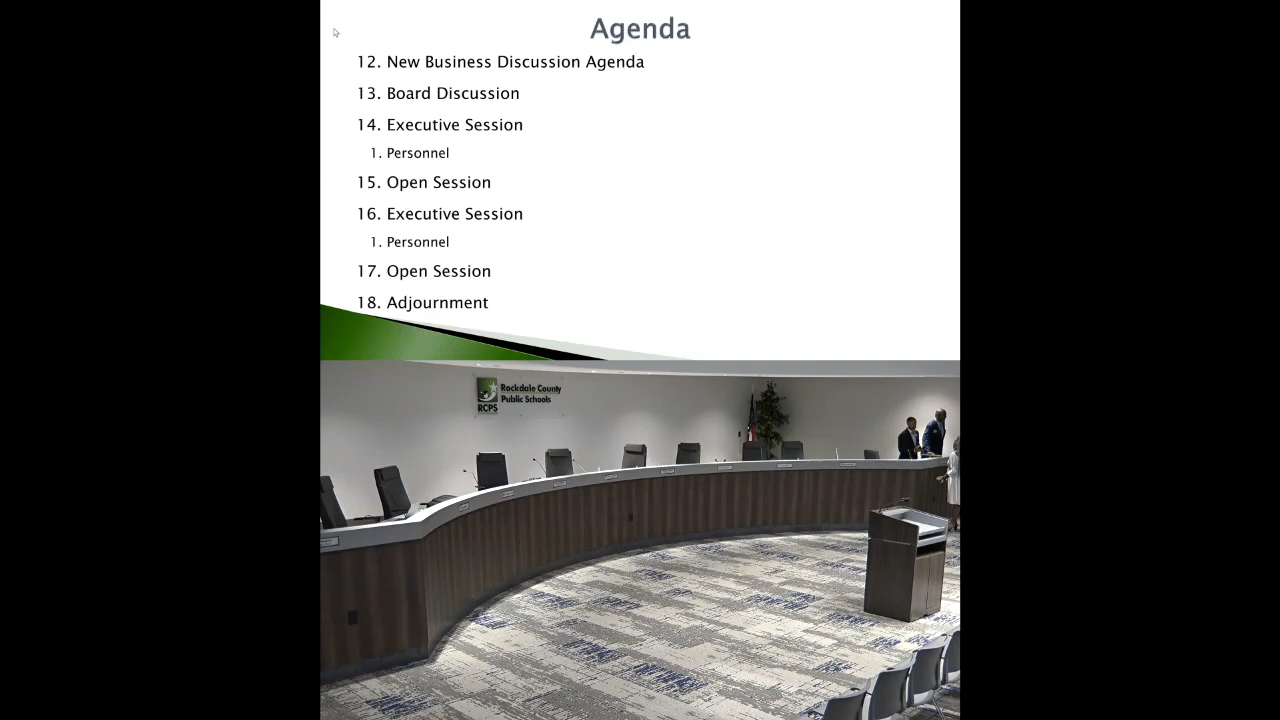 Agenda
12. New Business Discussion Agenda
13. Board Discussion
14. Executive Session
1. Personnel
15. Open Session
16. Executive Session
1. Personnel
17. Open Session
18. Adjournment
Rockdale County
Public Schools
RCPS